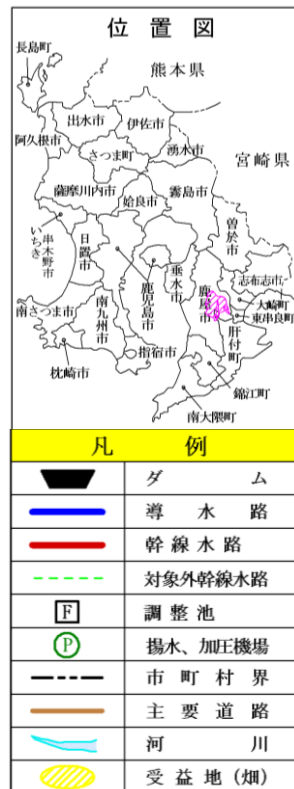 位置図
長島町
熊本県
出水市
伊佐市
阿久根市
さつま町
湧水市
宮崎県
薩摩川内市
霧島市
姶良市
曽於市
いちき串木野市
日置市
垂水市
志布志市
鹿児島市
鹿屋市
大崎町
東串良町
南さつま市
南九州市
肝付町
指宿市
枕崎市
錦江町
南大隅町
凡例
ダム
導水路
幹線水路
対象外幹線水路
F 調整池
P 揚水、加圧機場
市町村界
主要道路
河川
受益地(畑)